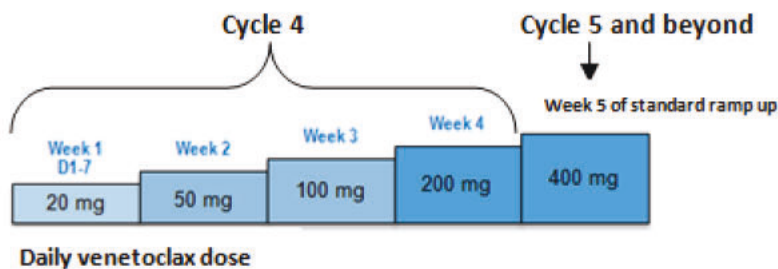 Cycle 4
Cycle 5 and beyond
Week 5 of standard ramp up
Week 1
D1-7
Week 2
Week 3
Week 4
20 mg
50 mg
100 mg
200 mg
400 mg
Daily venetoclax dose